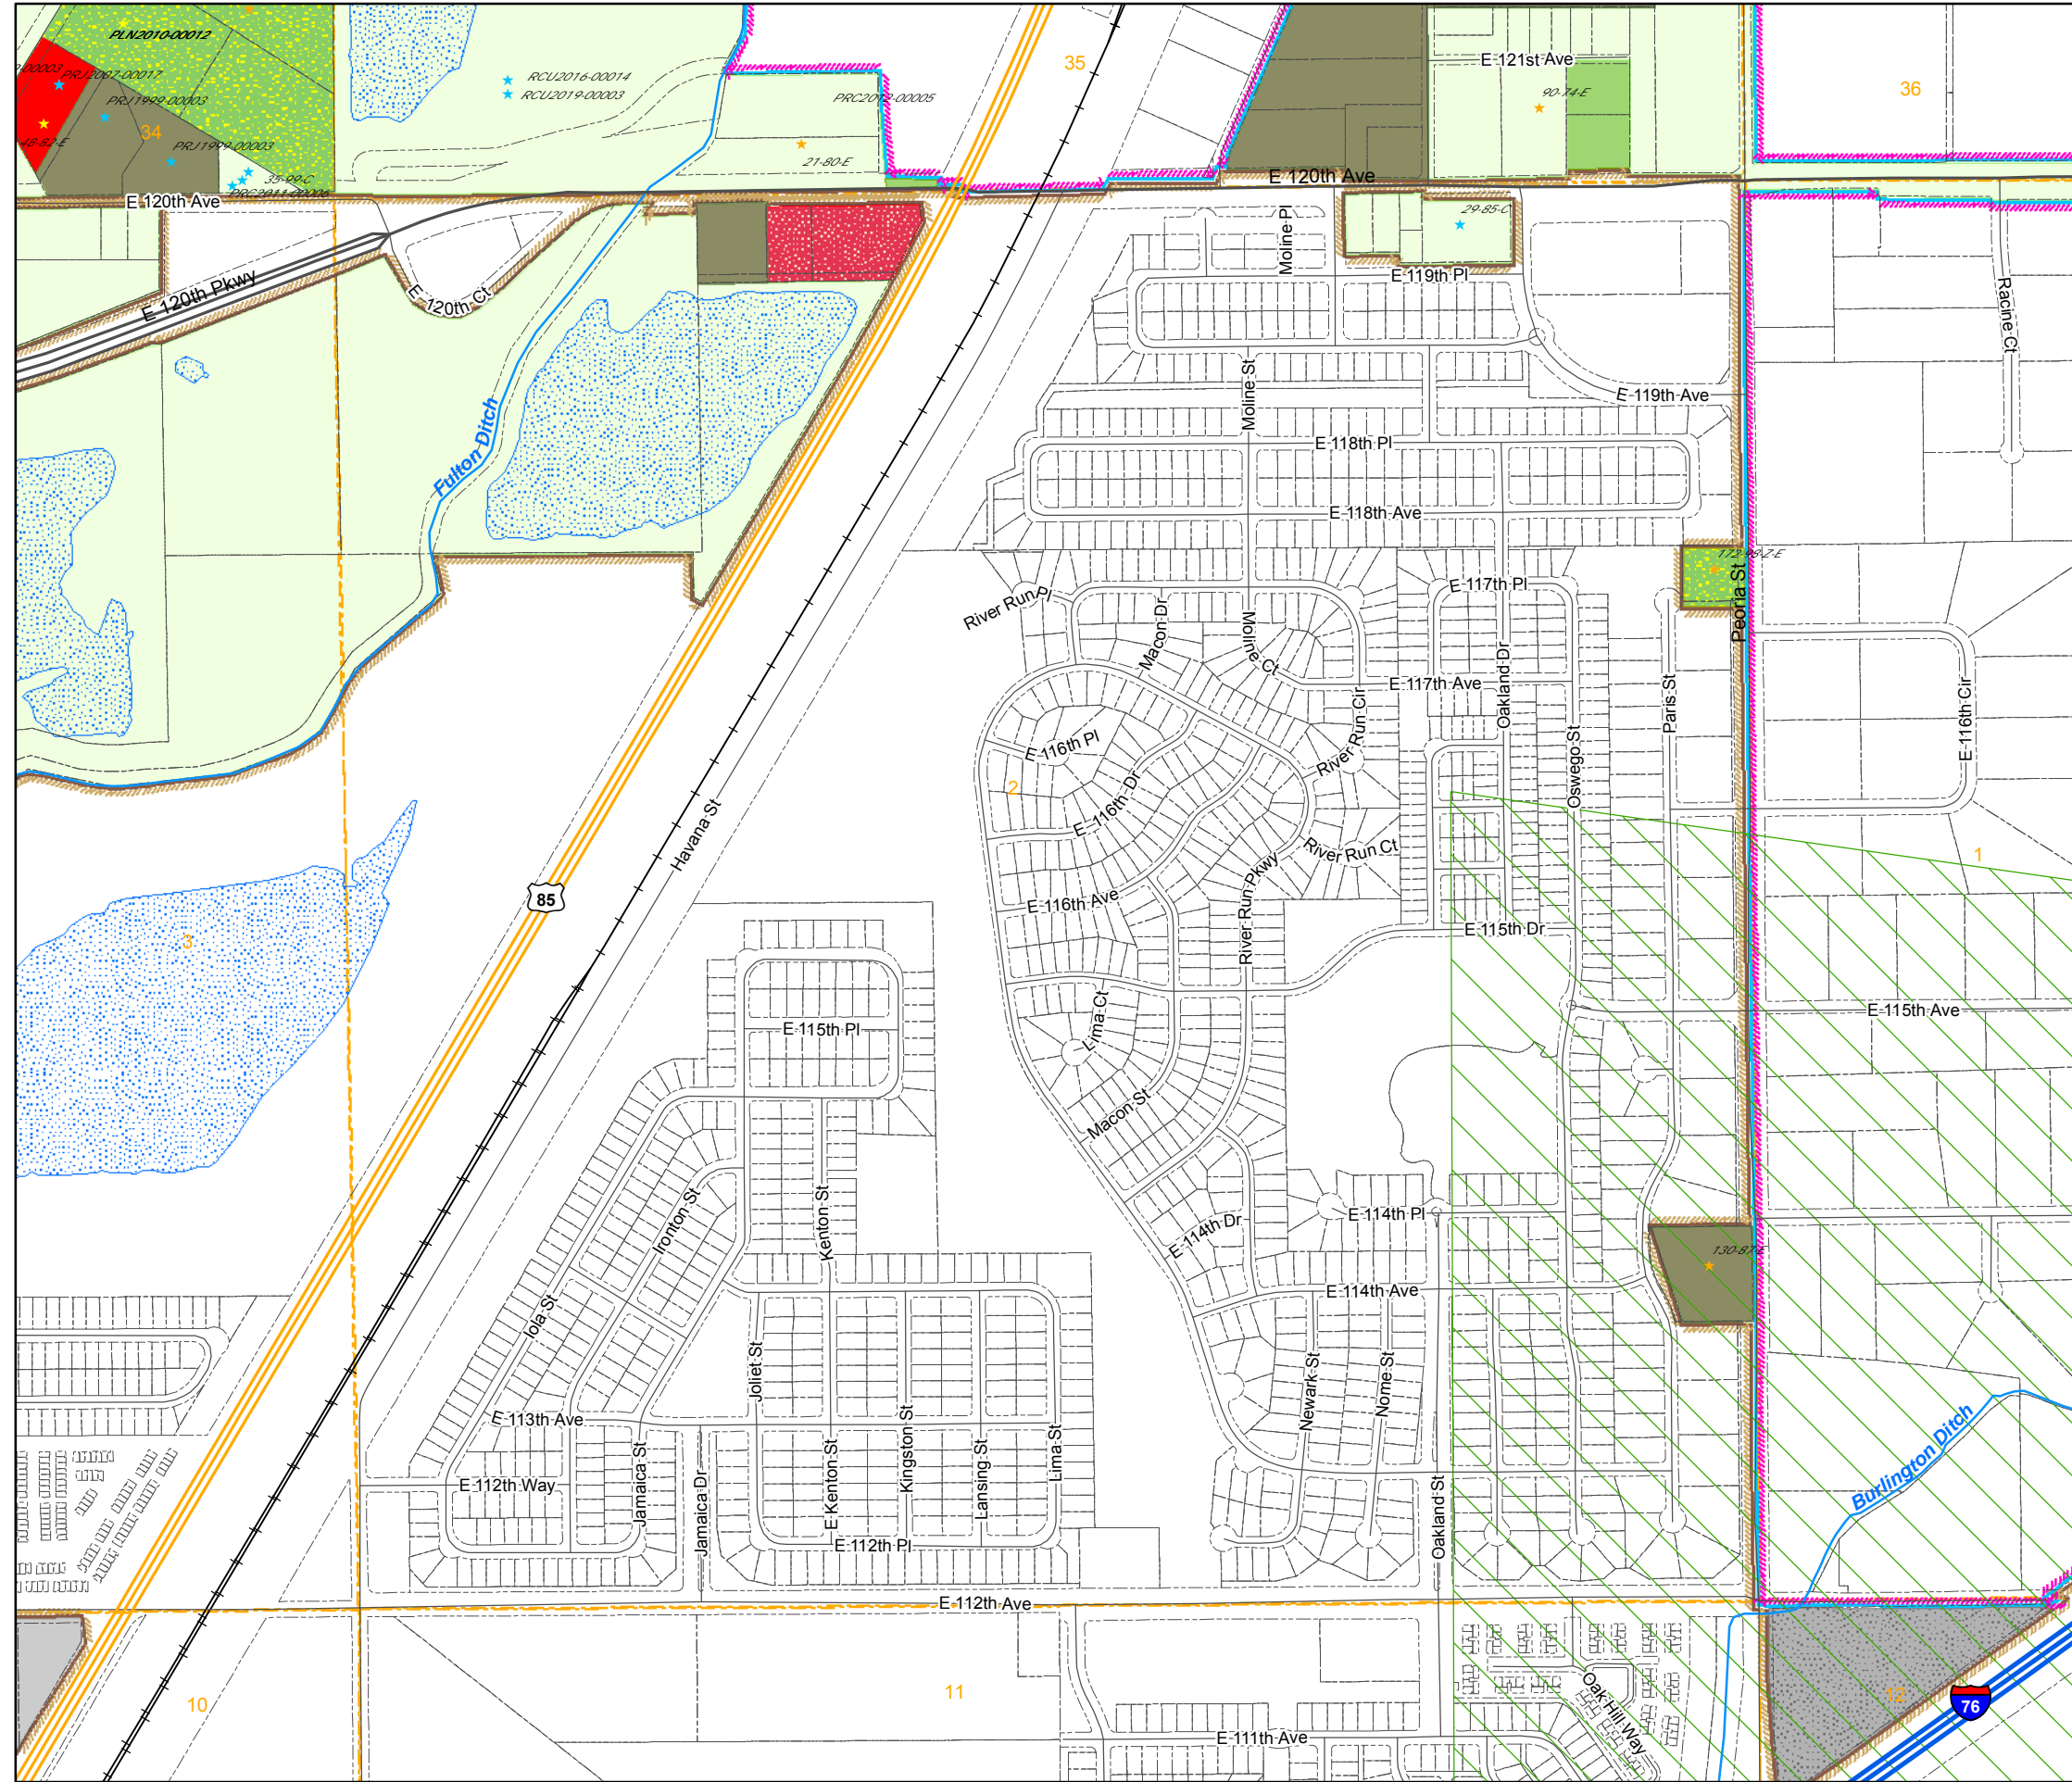 PLN2010-00012
35
E 121st Ave
36
-00003
PRJ2007-00017
RCU2016-00014
RCU2019-00003
PRC2012-00005
90-74-E
PRJ1999-00003
34
48-82-E
PRJ1999-00003
21-80-E
35-99-C
PRC2011-00006
E 120th Ave
E 120th Ave
29-85-C
Moline Pl
E 119th Pl
E 120th Pkwy
E 120th Ct
Racine Ct
Moline St
E 119th Ave
Fulton Ditch
E 118th Pl
E 118th Ave
172-98-Z-E
Peoria St
E 117th Pl
River Run Pl
Macon Dr
Moline Ct
E 117th Ave
Oakland Dr
Paris St
E 116th Cir
River Run Cir
Oswego St
E 116th Pl
2
E 116th Dr
Havana St
River Run Ct
1
85
E 116th Ave
River Run Pkwy
E 115th Dr
3
Lima Ct
E 115th Ave
E 115th Pl
Macon St
Ironton St
Kenton St
E 114th Pl
E 114th Dr
130-87-E
E 114th Ave
Iola St
Joliet St
Newark St
Nome St
E 113th Ave
Kingston St
Jamaica St
Jamaica Dr
E Kenton St
Lansing St
Lima St
Burlington Ditch
E 112th Way
Oakland St
E 112th Pl
E 112th Ave
10
11
12
76
Oak Hill Way
E 111th Ave